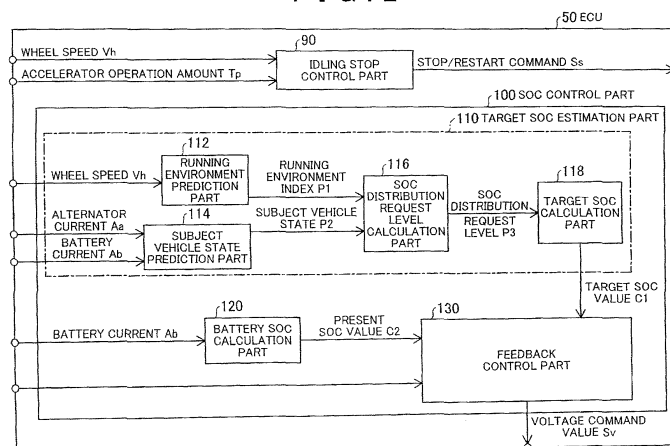 50 ECU
WHEEL SPEED Vh
90
IDLING STOP
CONTROL PART
STOP/RESTART COMMAND Ss
ACCELERATOR OPERATION AMOUNT Tp
100 SOC CONTROL PART
110 TARGET SOC ESTIMATION PART
112
RUNNING
ENVIRONMENT
PREDICTION
PART
WHEEL SPEED Vh
RUNNING
ENVIRONMENT
INDEX P1
116
SOC
DISTRIBUTION
REQUEST
LEVEL
CALCULATION
PART
SOC
DISTRIBUTION
REQUEST
LEVEL P3
118
TARGET SOC
CALCULATION
PART
114
SUBJECT
VEHICLE STATE
PREDICTION PART
ALTERNATOR
CURRENT Aa
BATTERY
CURRENT Ab
SUBJECT VEHICLE
STATE P2
TARGET SOC
VALUE C1
120
BATTERY SOC
CALCULATION
PART
BATTERY CURRENT Ab
PRESENT
SOC VALUE C2
130
FEEDBACK
CONTROL PART
VOLTAGE COMMAND
VALUE Sv